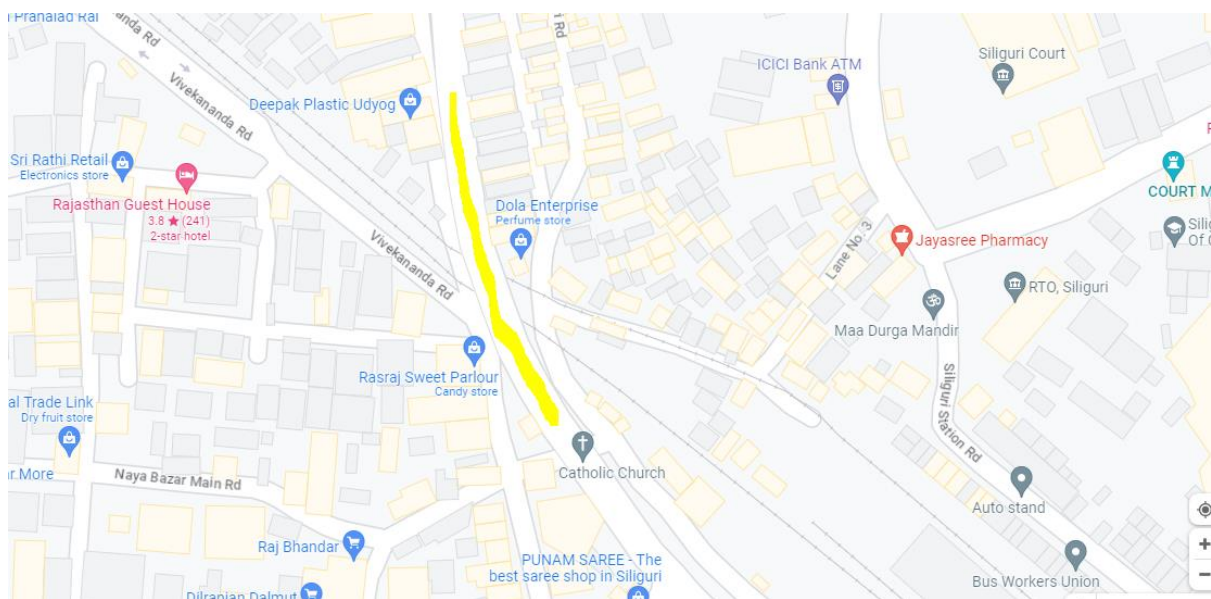 Pranalad Rai
anda Rd
Vivekananda Rd
Rd
ICICI Bank ATM
Siliguri Court
Deepak Plastic Udyog
Sri Rathi Retail
Electronics store
Rajasthan Guest House
3.8 ★ (241)
2-star hotel
Dola Enterprise
Perfume store
COURT M
Lane No. 3
Jayasree Pharmacy
Of
Vivekananda Rd
RTO, Siliguri
Maa Durga Mandir
Rasraj Sweet Parlour
Candy store
Siliguri Station Rd
al Trade Link
Dry fruit store
ar More
Naya Bazar Main Rd
Catholic Church
Auto stand
Raj Bhandar
PUNAM SAREE - The
best saree shop in Siliguri
Bus Workers Union
Dilranjan Dalmut